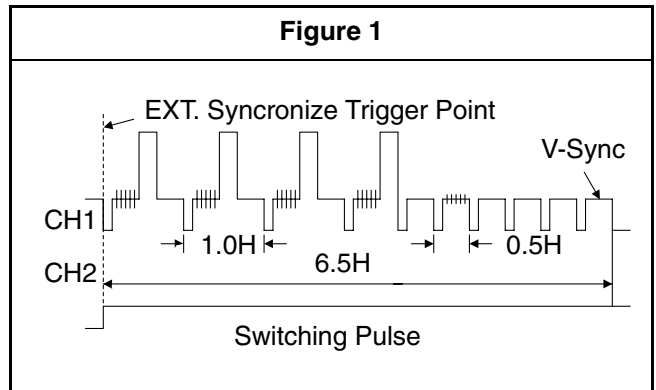 Figure 1
EXT. Syncronize Trigger Point
V-Sync
CH1
1.0H
0.5H
6.5H
CH2
Switching Pulse